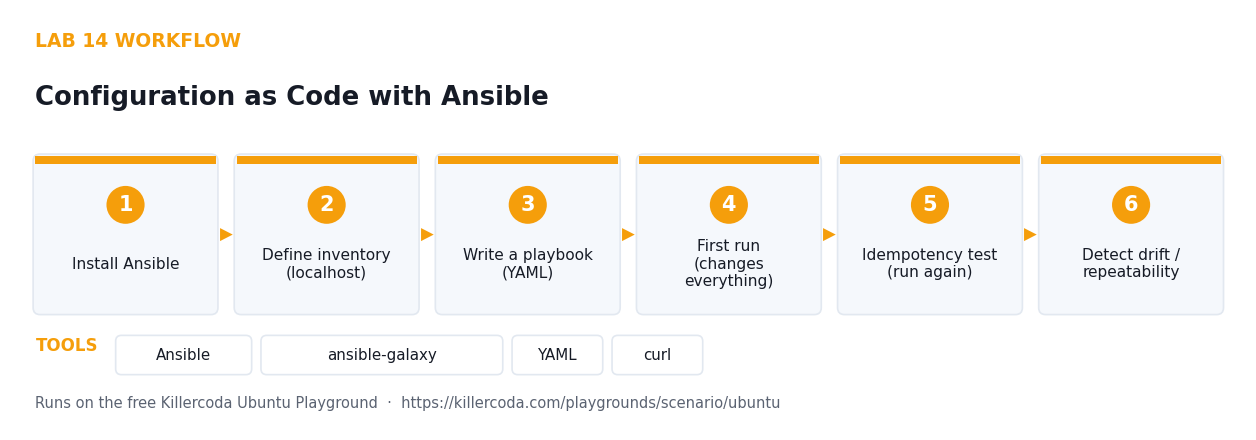 LAB 14 WORKFLOW
Configuration as Code with Ansible
1
Install Ansible
2
Define inventory
(localhost)
3
Write a playbook
(YAML)
4
First run
(changes
everything)
5
Idempotency test
(run again)
6
Detect drift /
repeatability
TOOLS
Ansible
ansible-galaxy
YAML
curl
Runs on the free Killercoda Ubuntu Playground · https://killercoda.com/playgrounds/scenario/ubuntu